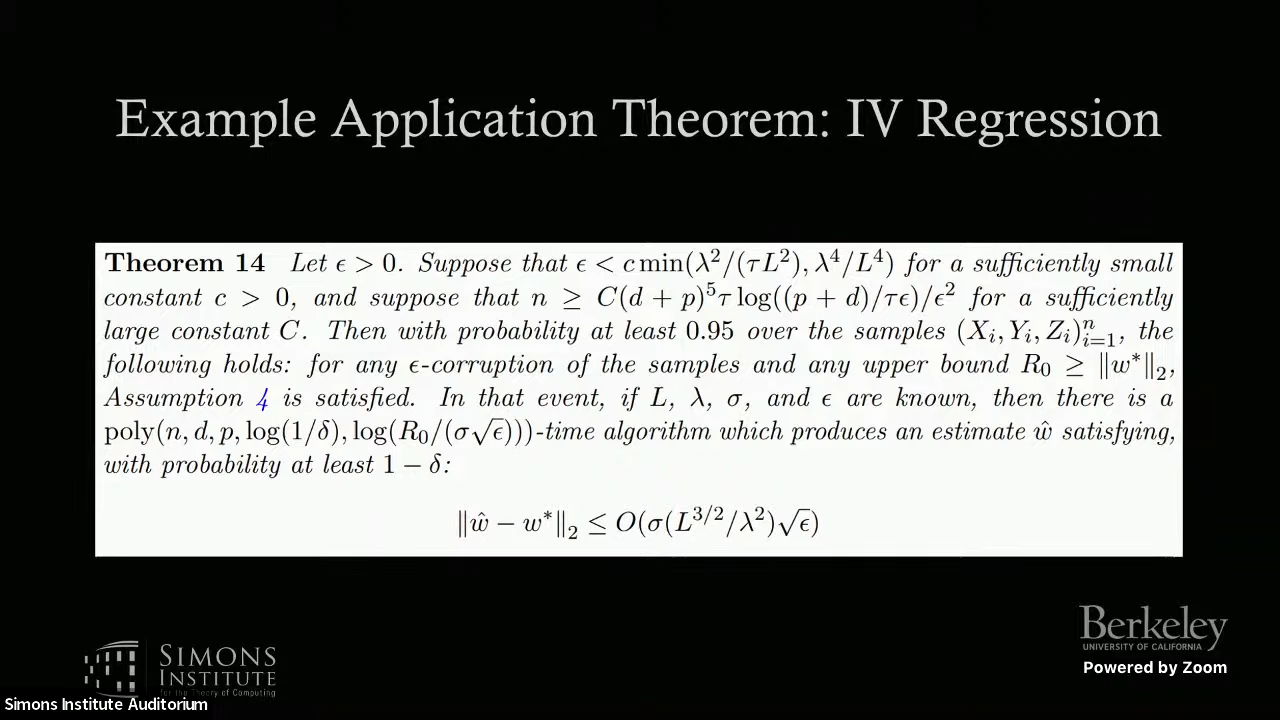 Example Application Theorem: IV Regression
Theorem 14 Let ϵ > 0. Suppose that ϵ < c min(λ²/(τL²), λ⁴/L⁴) for a sufficiently small
constant c > 0, and suppose that n ≥ C(d + p)⁵τ log((p + d)/τϵ)/ϵ² for a sufficiently
large constant C. Then with probability at least 0.95 over the samples (Xᵢ, Yᵢ, Zᵢ)ⁿᵢ₌₁, the
following holds: for any ϵ-corruption of the samples and any upper bound R₀ ≥ ‖w*‖₂,
Assumption 4 is satisfied. In that event, if L, λ, σ, and ϵ are known, then there is a
poly(n, d, p, log(1/δ), log(R₀/(σ√ϵ)))-time algorithm which produces an estimate ŵ satisfying,
with probability at least 1 − δ:
‖ŵ − w*‖₂ ≤ O(σ(L^{3/2}/λ²)√ϵ)
SIMONS
INSTITUTE
for the Theory of Computing
Berkeley
UNIVERSITY OF CALIFORNIA
Powered by Zoom
Simons Institute Auditorium